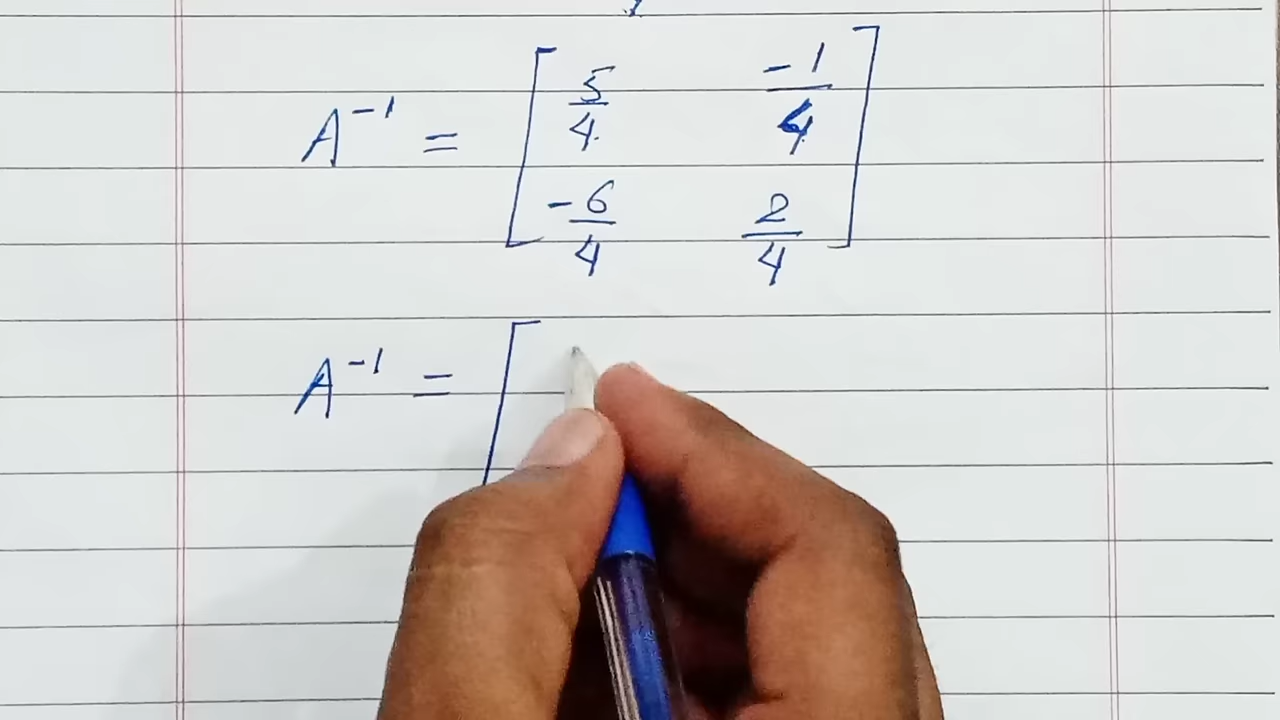 A⁻¹ = [ 5/4 -1/4
-6/4 2/4 ]
A⁻¹ = [